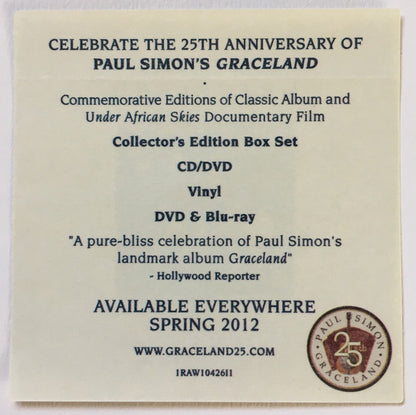 CELEBRATE THE 25TH ANNIVERSARY OF
PAUL SIMON'S GRACELAND
Commemorative Editions of Classic Album and
Under African Skies Documentary Film
Collector's Edition Box Set
CD/DVD
Vinyl
DVD & Blu-ray
"A pure-bliss celebration of Paul Simon's
landmark album Graceland"
- Hollywood Reporter
AVAILABLE EVERYWHERE
SPRING 2012
WWW.GRACELAND25.COM
1RAW1042611
PAUL SIMON
25
GRACELAND